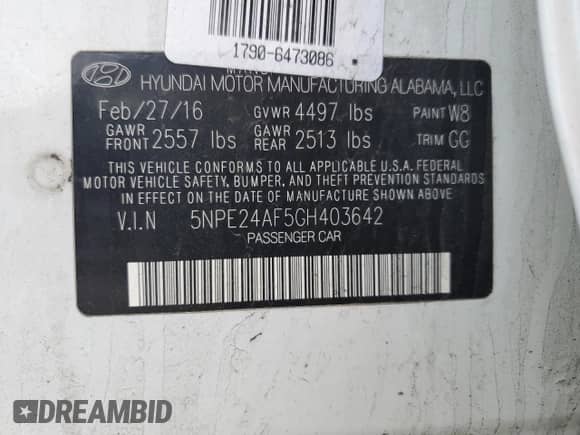 1790-6473086
HYUNDAI MOTOR MANUFACTURING ALABAMA, LLC
Feb/27/16 GVWR 4497 lbs PAINT W8
GAWR FRONT 2557 lbs GAWR REAR 2513 lbs TRIM GG
THIS VEHICLE CONFORMS TO ALL APPLICABLE U.S.A. FEDERAL
MOTOR VEHICLE SAFETY, BUMPER, AND THEFT PREVENTION STANDARDS
IN EFFECT ON THE DATE OF MANUFACTURE SHOWN ABOVE.
V.I.N 5NPE24AF5GH403642
PASSENGER CAR
DREAMBID